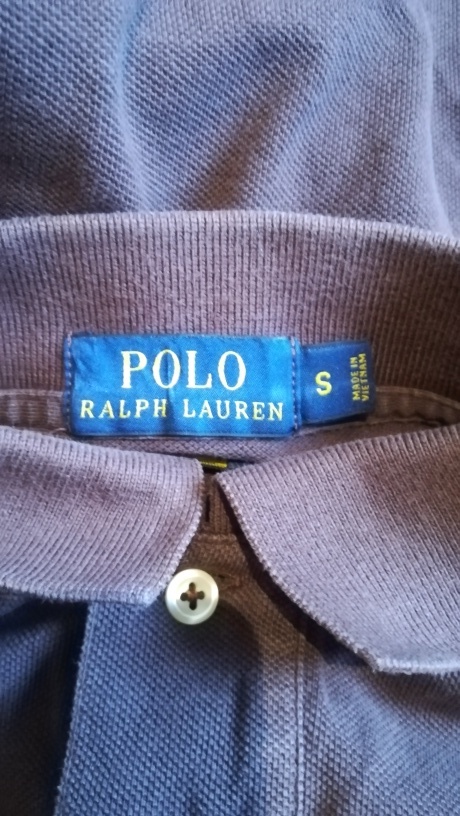 POLO
RALPH LAUREN
S
MADE IN
VIETNAM